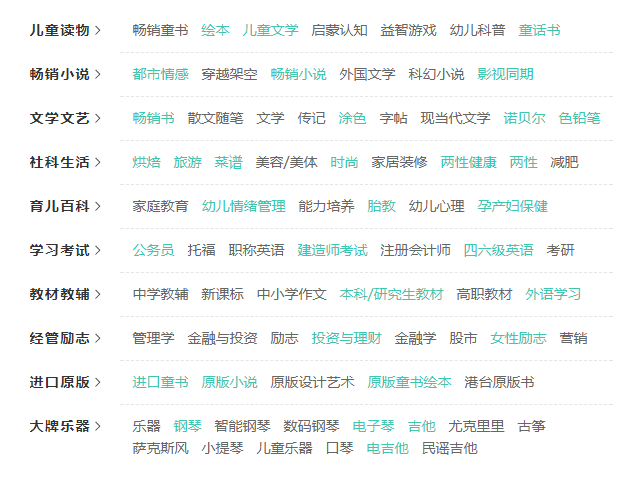 儿童读物 > 畅销童书 绘本 儿童文学 启蒙认知 益智游戏 幼儿科普 童话书
畅销小说 > 都市情感 穿越架空 畅销小说 外国文学 科幻小说 影视同期
文学文艺 > 畅销书 散文随笔 文学 传记 涂色 字帖 现当代文学 诺贝尔 色铅笔
社科生活 > 烘焙 旅游 菜谱 美容/美体 时尚 家居装修 两性健康 两性 减肥
育儿百科 > 家庭教育 幼儿情绪管理 能力培养 胎教 幼儿心理 孕产妇保健
学习考试 > 公务员 托福 职称英语 建造师考试 注册会计师 四六级英语 考研
教材教辅 > 中学教辅 新课标 中小学作文 本科/研究生教材 高职教材 外语学习
经管励志 > 管理学 金融与投资 励志 投资与理财 金融学 股市 女性励志 营销
进口原版 > 进口童书 原版小说 原版设计艺术 原版童书绘本 港台原版书
大牌乐器 > 乐器 钢琴 智能钢琴 数码钢琴 电子琴 吉他 尤克里里 古筝
萨克斯风 小提琴 儿童乐器 口琴 电吉他 民谣吉他